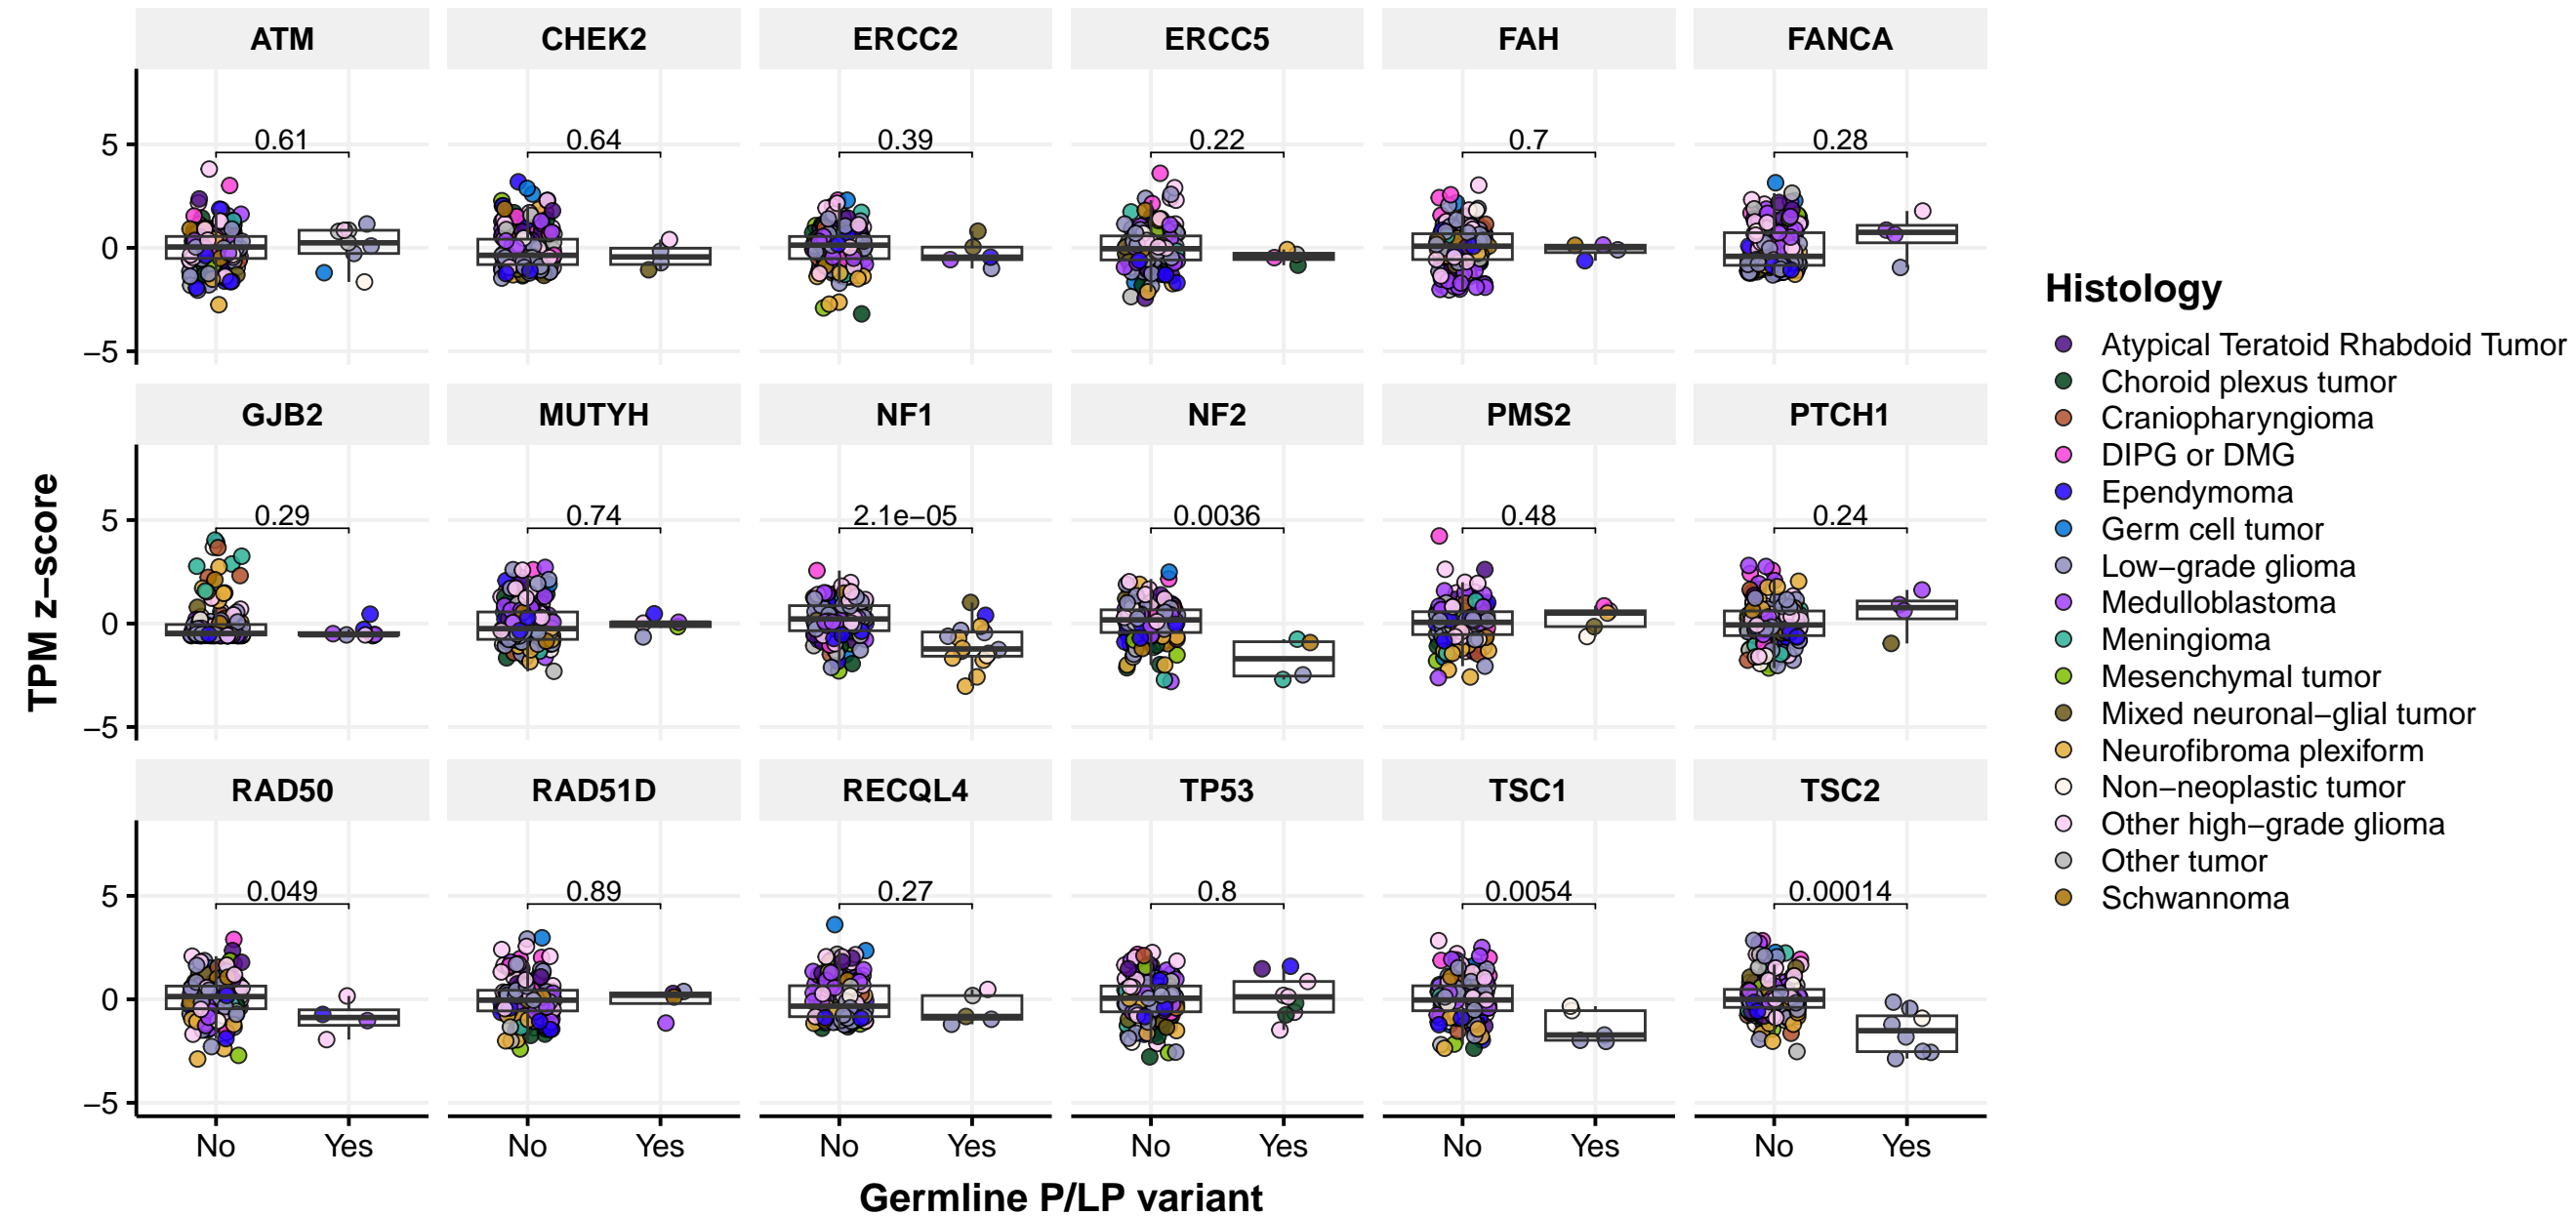 ATM CHEK2 ERCC2 ERCC5 FAH FANCA
5 0.61 0.64 0.39 0.22 0.7 0.28
0
−5
GJB2 MUTYH NF1 NF2 PMS2 PTCH1
5 0.29 0.74 2.1e−05 0.0036 0.48 0.24
0
−5
RAD50 RAD51D RECQL4 TP53 TSC1 TSC2
5 0.049 0.89 0.27 0.8 0.0054 0.00014
0
−5
No Yes No Yes No Yes No Yes No Yes No Yes
Germline P/LP variant
TPM z−score
Histology
Atypical Teratoid Rhabdoid Tumor
Choroid plexus tumor
Craniopharyngioma
DIPG or DMG
Ependymoma
Germ cell tumor
Low−grade glioma
Medulloblastoma
Meningioma
Mesenchymal tumor
Mixed neuronal−glial tumor
Neurofibroma plexiform
Non−neoplastic tumor
Other high−grade glioma
Other tumor
Schwannoma